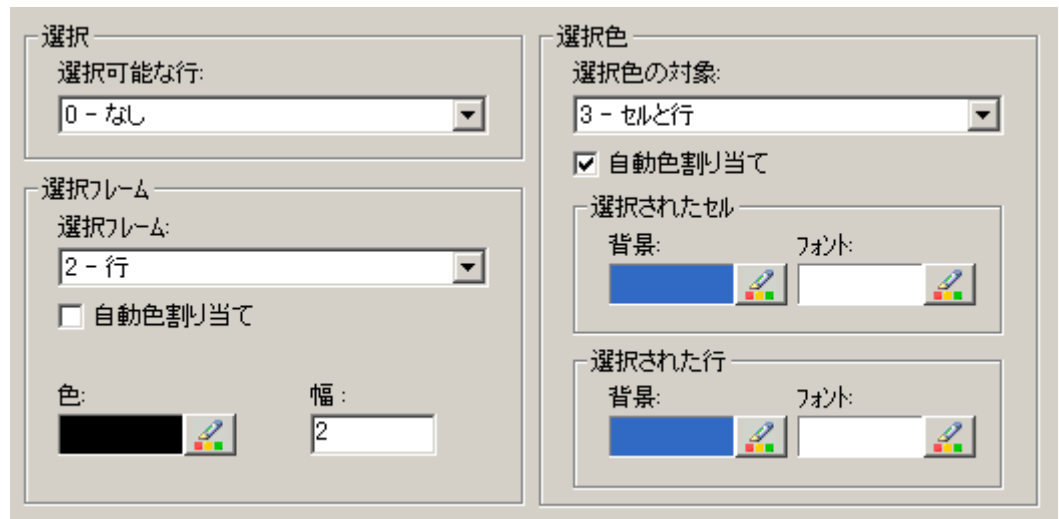 選択
選択可能な行:
0 - なし
選択フレーム
選択フレーム:
2 - 行
自動色割り当て
色:
幅 :
2
選択色
選択色の対象:
3 - セルと行
自動色割り当て
選択されたセル
背景:
フォント:
選択された行
背景:
フォント: